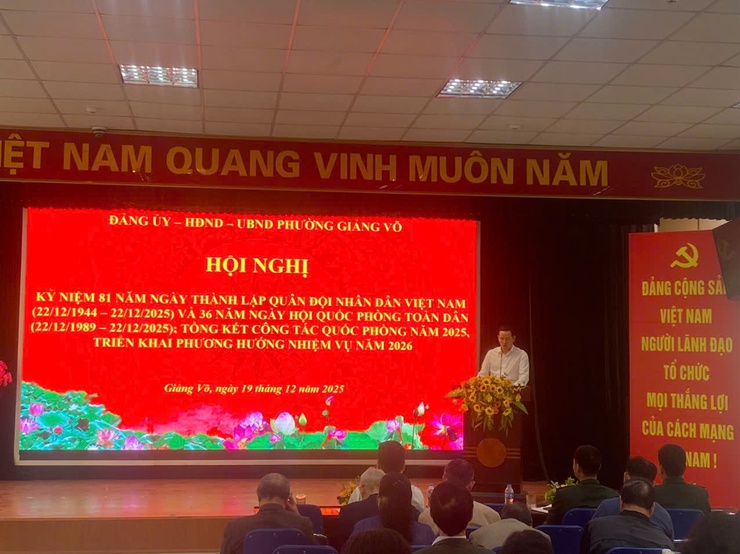 VIỆT NAM QUANG VINH MUÔN NĂM
ĐẢNG ỦY – HĐND – UBND PHƯỜNG GIẢNG VÕ
HỘI NGHỊ
KỶ NIỆM 81 NĂM NGÀY THÀNH LẬP QUÂN ĐỘI NHÂN DÂN VIỆT NAM
(22/12/1944 – 22/12/2025) VÀ 36 NĂM NGÀY HỘI QUỐC PHÒNG TOÀN DÂN
(22/12/1989 – 22/12/2025); TỔNG KẾT CÔNG TÁC QUỐC PHÒNG NĂM 2025,
TRIỂN KHAI PHƯƠNG HƯỚNG NHIỆM VỤ NĂM 2026
Giảng Võ, ngày 19 tháng 12 năm 2025
ĐẢNG CỘNG SẢN
VIỆT NAM
NGƯỜI LÃNH ĐẠO
TỔ CHỨC
MỌI THẮNG LỢI
CỦA CÁCH MẠNG
NAM !